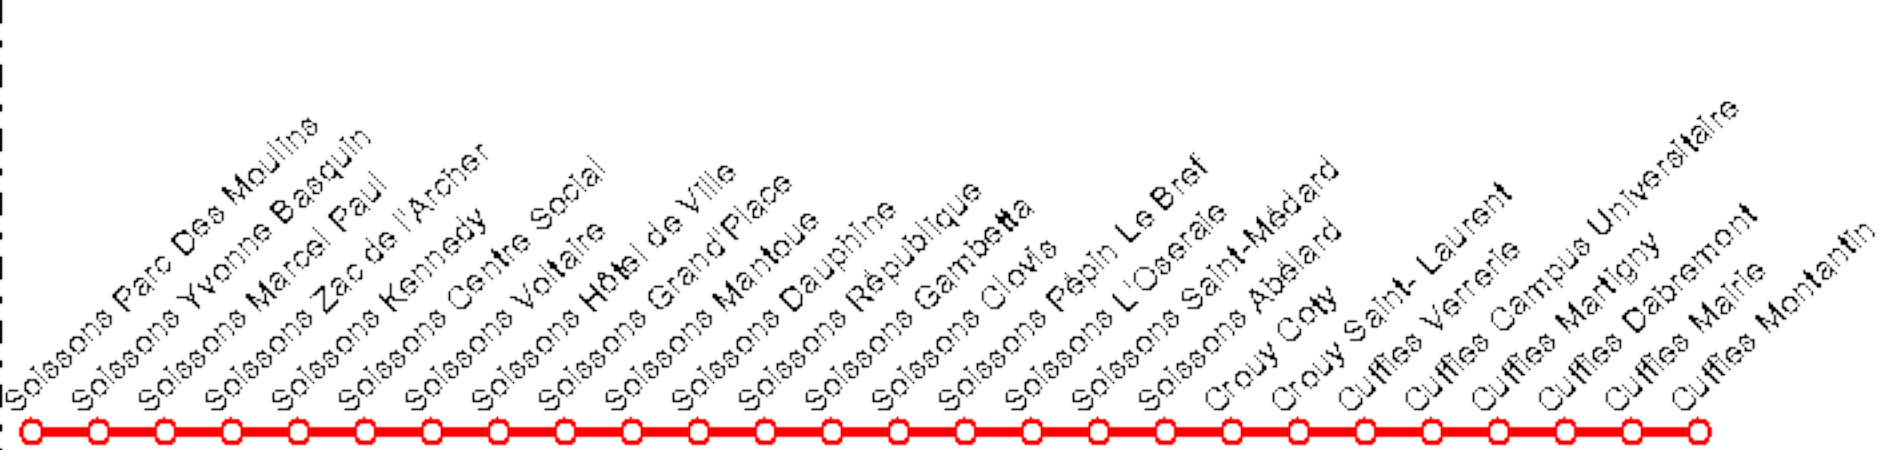 Soissons Parc Des Moulins
Soissons Yvonne Basquin
Soissons Marcel Paul
Soissons Zac de l'Archer
Soissons Kennedy
Soissons Centre Social
Soissons Voltaire
Soissons Hôtel de Ville
Soissons Grand'Place
Soissons Mantoue
Soissons Dauphine
Soissons République
Soissons Gambetta
Soissons Clovis
Soissons Pépin Le Bref
Soissons L'Oseraie
Soissons Saint-Médard
Soissons Abélard
Crouy Coty
Crouy Saint- Laurent
Cuffies Verrerie
Cuffies Campus Universitaire
Cuffies Martigny
Cuffies Dabremont
Cuffies Mairie
Cuffies Montantin